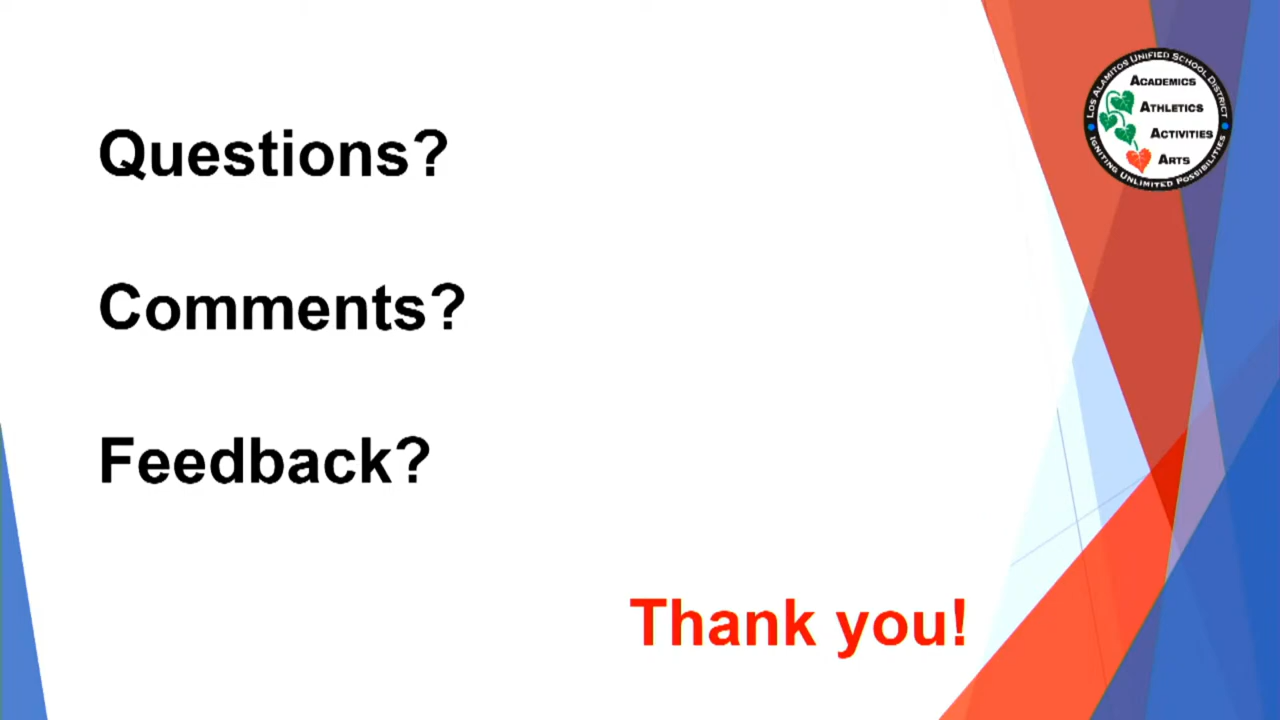 Questions?
Comments?
Feedback?
Thank you!
LOS ALAMITOS UNIFIED SCHOOL DISTRICT
ACADEMICS
ATHLETICS
ACTIVITIES
ARTS
IGNITING UNLIMITED POSSIBILITIES